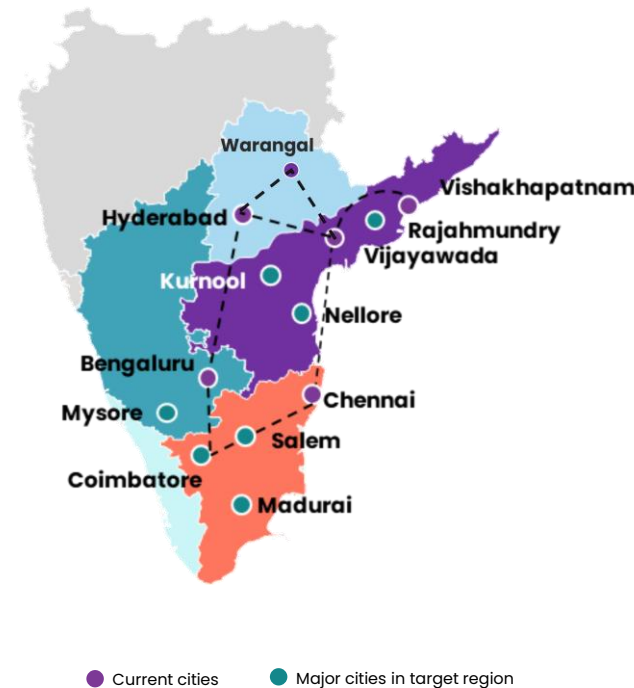 Warangal
Vishakhapatnam
Hyderabad
Rajahmundry
Vijayawada
Kurnool
Nellore
Bengaluru
Chennai
Mysore
Salem
Coimbatore
Madurai
Current cities
Major cities in target region